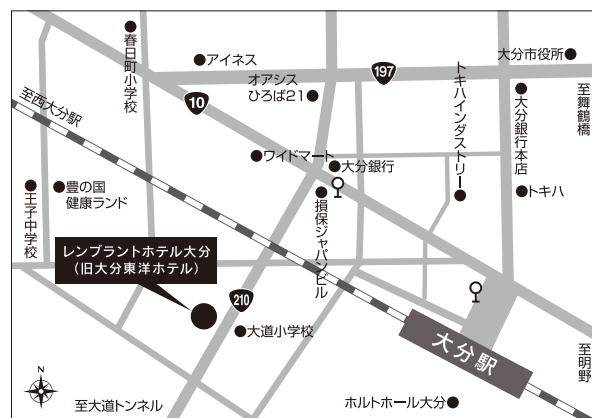 春日町小学校
アイネス
197
大分市役所
オアシス
ひろば21
10
トキハインダストリー
大分銀行本店
至舞鶴橋
至西大分駅
ワイドマート
大分銀行
トキハ
王子中学校
豊の国
健康ランド
損保ジャパンビル
レンブラントホテル大分
(旧大分東洋ホテル)
210
大道小学校
大分駅
至明野
N
至大道トンネル
ホルトホール大分